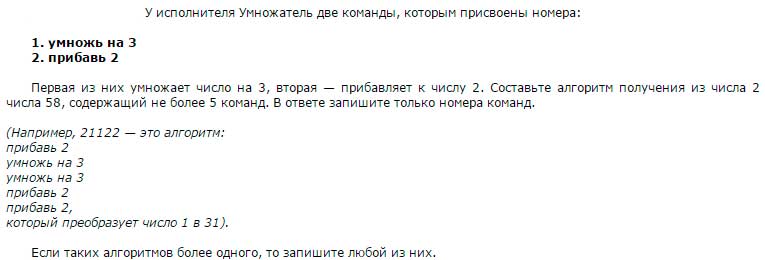 У исполнителя Умножатель две команды, которым присвоены номера:
1. умножь на 3
2. прибавь 2
Первая из них умножает число на 3, вторая — прибавляет к числу 2. Составьте алгоритм получения из числа 2
числа 58, содержащий не более 5 команд. В ответе запишите только номера команд.
(Например, 21122 — это алгоритм:
прибавь 2
умножь на 3
умножь на 3
прибавь 2
прибавь 2,
который преобразует число 1 в 31).
Если таких алгоритмов более одного, то запишите любой из них.